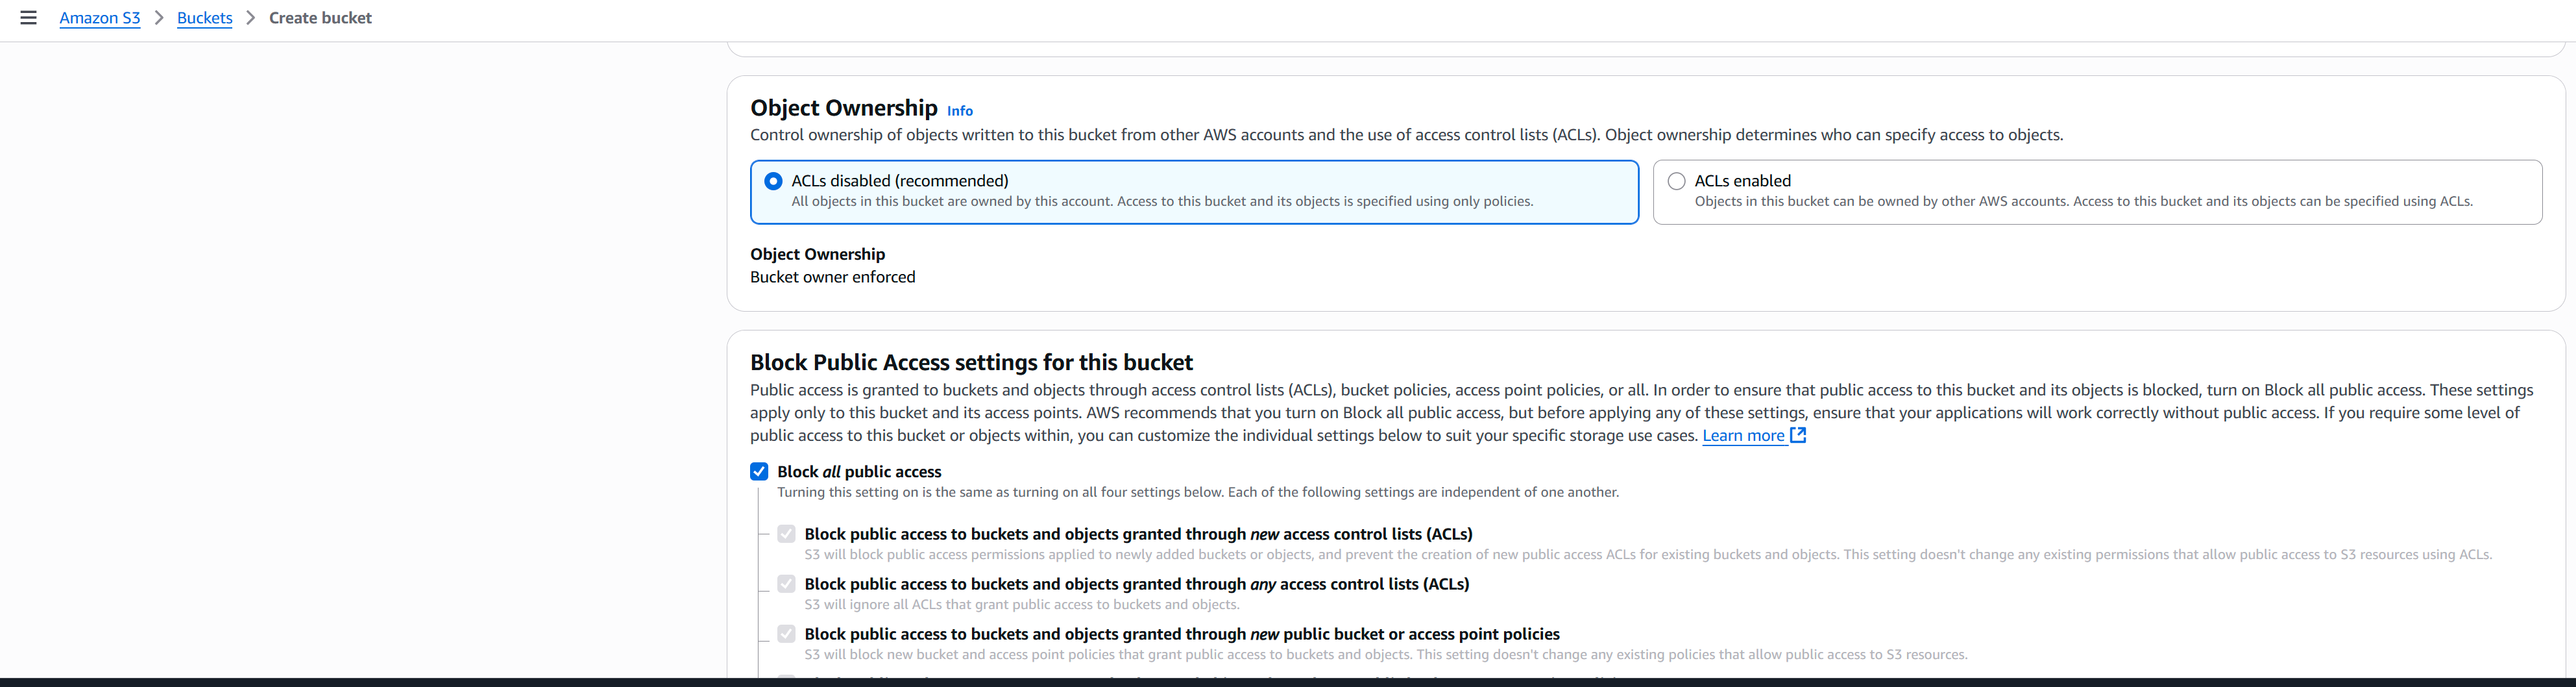 Amazon S3 > Buckets > Create bucket
Object Ownership Info
Control ownership of objects written to this bucket from other AWS accounts and the use of access control lists (ACLs). Object ownership determines who can specify access to objects.
ACLs disabled (recommended)
All objects in this bucket are owned by this account. Access to this bucket and its objects is specified using only policies.
ACLs enabled
Objects in this bucket can be owned by other AWS accounts. Access to this bucket and its objects can be specified using ACLs.
Object Ownership
Bucket owner enforced
Block Public Access settings for this bucket
Public access is granted to buckets and objects through access control lists (ACLs), bucket policies, access point policies, or all. In order to ensure that public access to this bucket and its objects is blocked, turn on Block all public access. These settings
apply only to this bucket and its access points. AWS recommends that you turn on Block all public access, but before applying any of these settings, ensure that your applications will work correctly without public access. If you require some level of
public access to this bucket or objects within, you can customize the individual settings below to suit your specific storage use cases. Learn more
Block all public access
Turning this setting on is the same as turning on all four settings below. Each of the following settings are independent of one another.
Block public access to buckets and objects granted through new access control lists (ACLs)
S3 will block public access permissions applied to newly added buckets or objects, and prevent the creation of new public access ACLs for existing buckets and objects. This setting doesn't change any existing permissions that allow public access to S3 resources using ACLs.
Block public access to buckets and objects granted through any access control lists (ACLs)
S3 will ignore all ACLs that grant public access to buckets and objects.
Block public access to buckets and objects granted through new public bucket or access point policies
S3 will block new bucket and access point policies that grant public access to buckets and objects. This setting doesn't change any existing policies that allow public access to S3 resources.